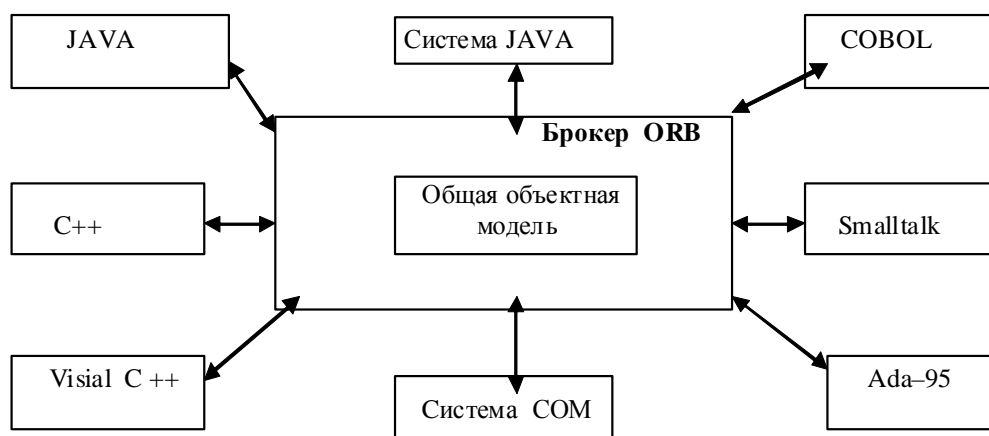 JAVA
Система JAVA
COBOL
Брокер ORB
Общая объектная
модель
C++
Smalltalk
Visial C ++
Система COM
Ada–95